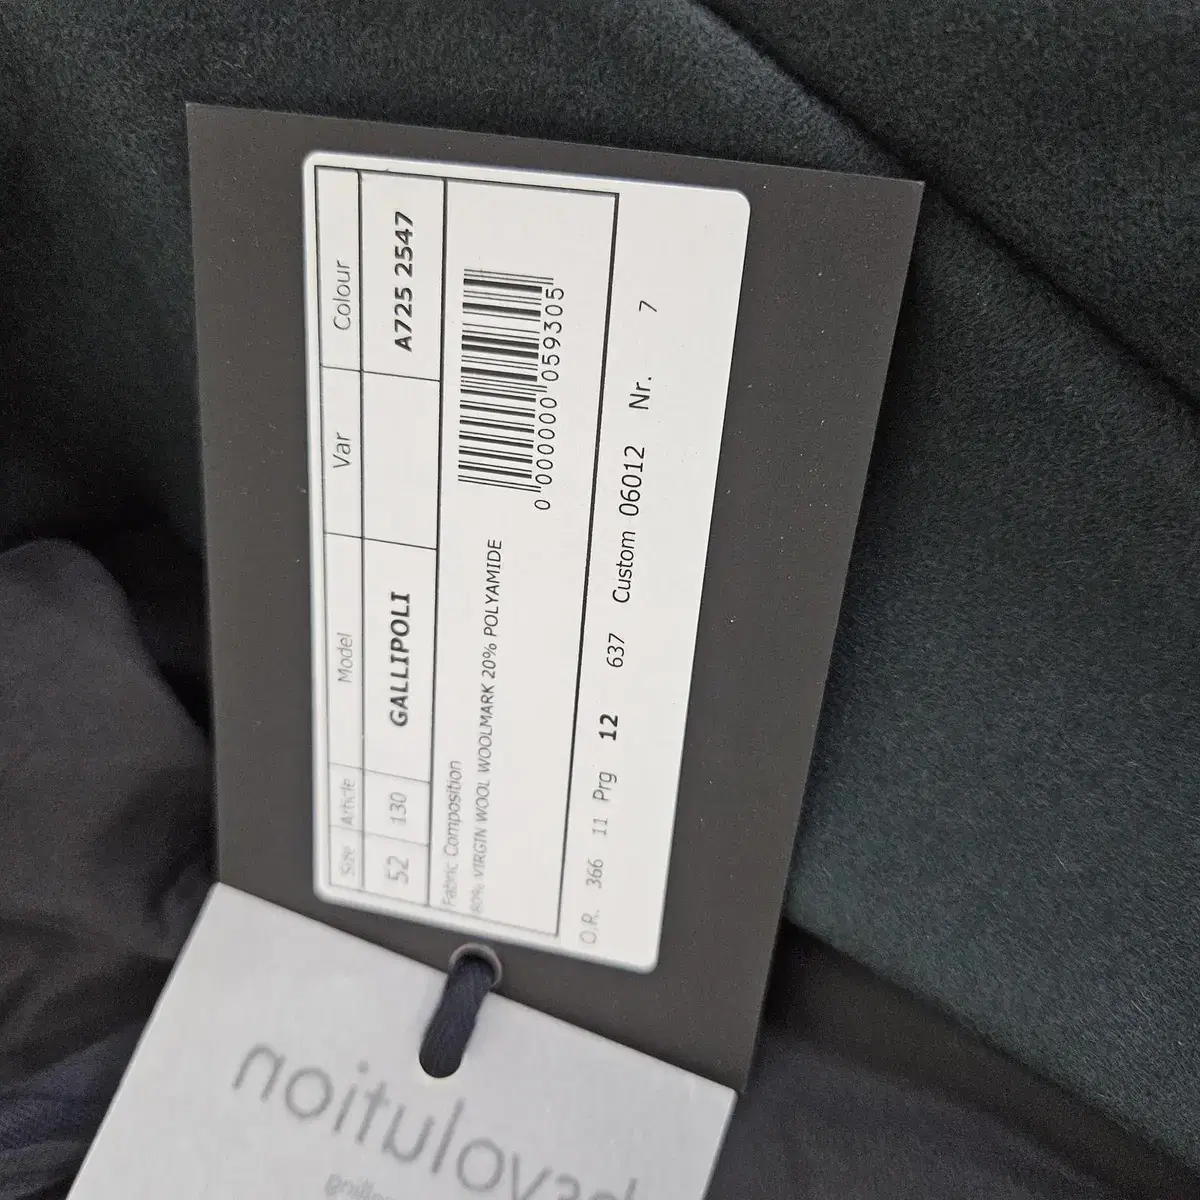 Size Article Model Var Colour
52 130 GALLIPOLI A725 2547
Fabric Composition
80% VIRGIN WOOL WOOLMARK 20% POLYAMIDE
0 000000 059305
O.R. 366 11 Prg 12 637 Custom 06012 Nr. 7